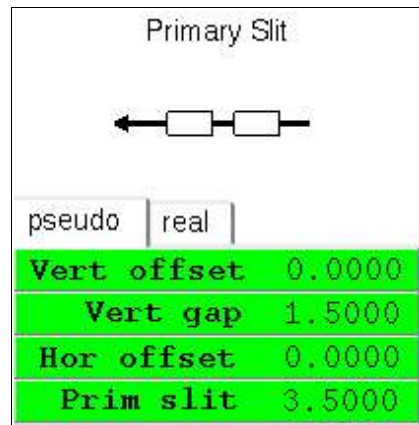 Primary Slit
pseudo real
Vert offset 0.0000
Vert gap 1.5000
Hor offset 0.0000
Prim slit 3.5000